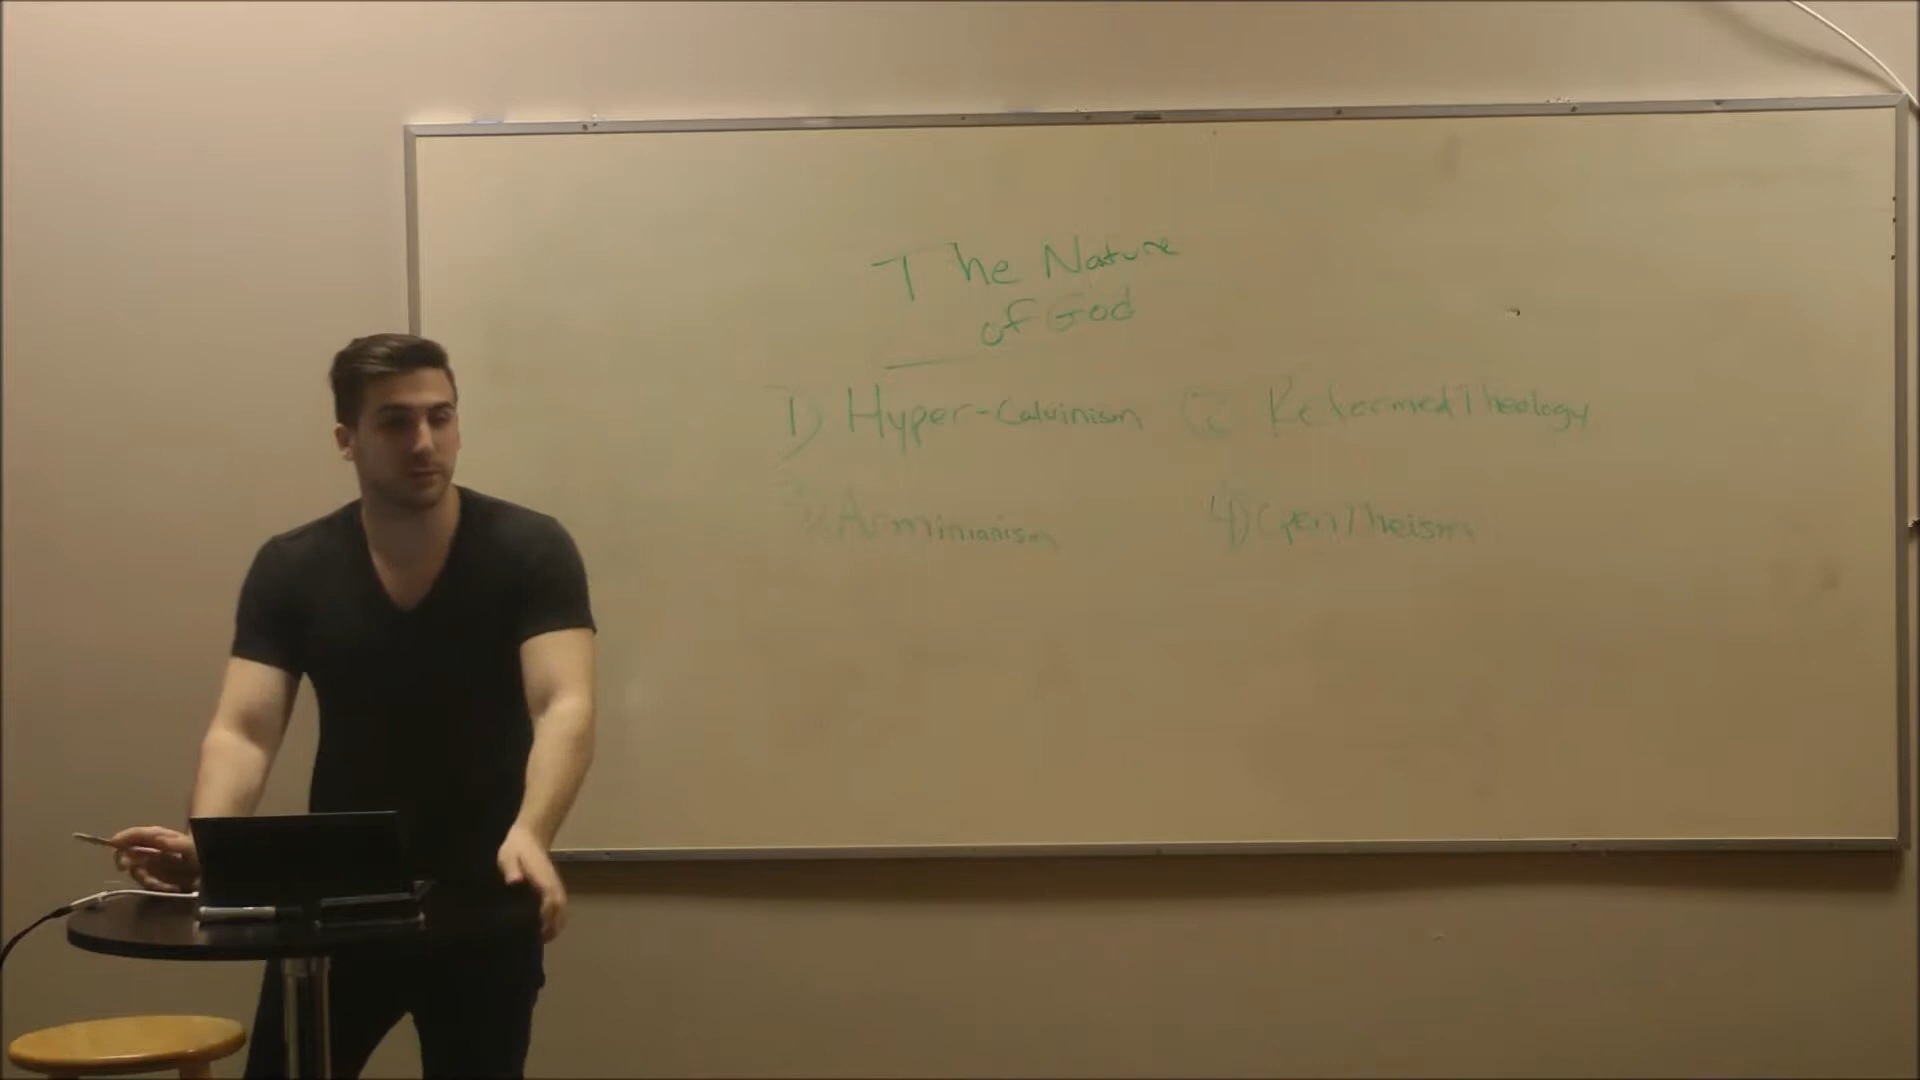 The Nature
of God
1) Hyper-Calvinism 2 Reformed Theology
3) Arminianism 4) Open Theism